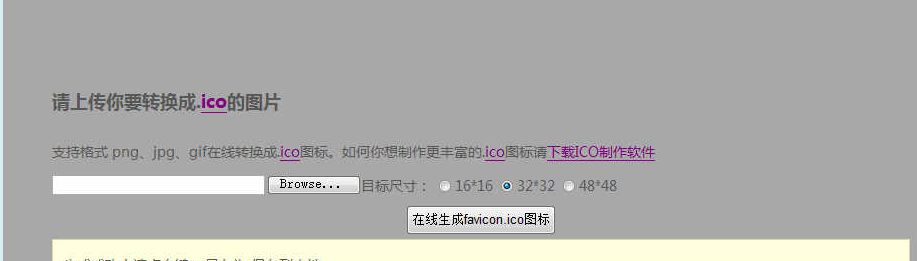 请上传你要转换成.ico的图片
支持格式 png、jpg、gif在线转换成.ico图标。如何你想制作更丰富的.ico图标请下载ICO制作软件
Browse... 目标尺寸： 16*16 32*32 48*48
在线生成favicon.ico图标